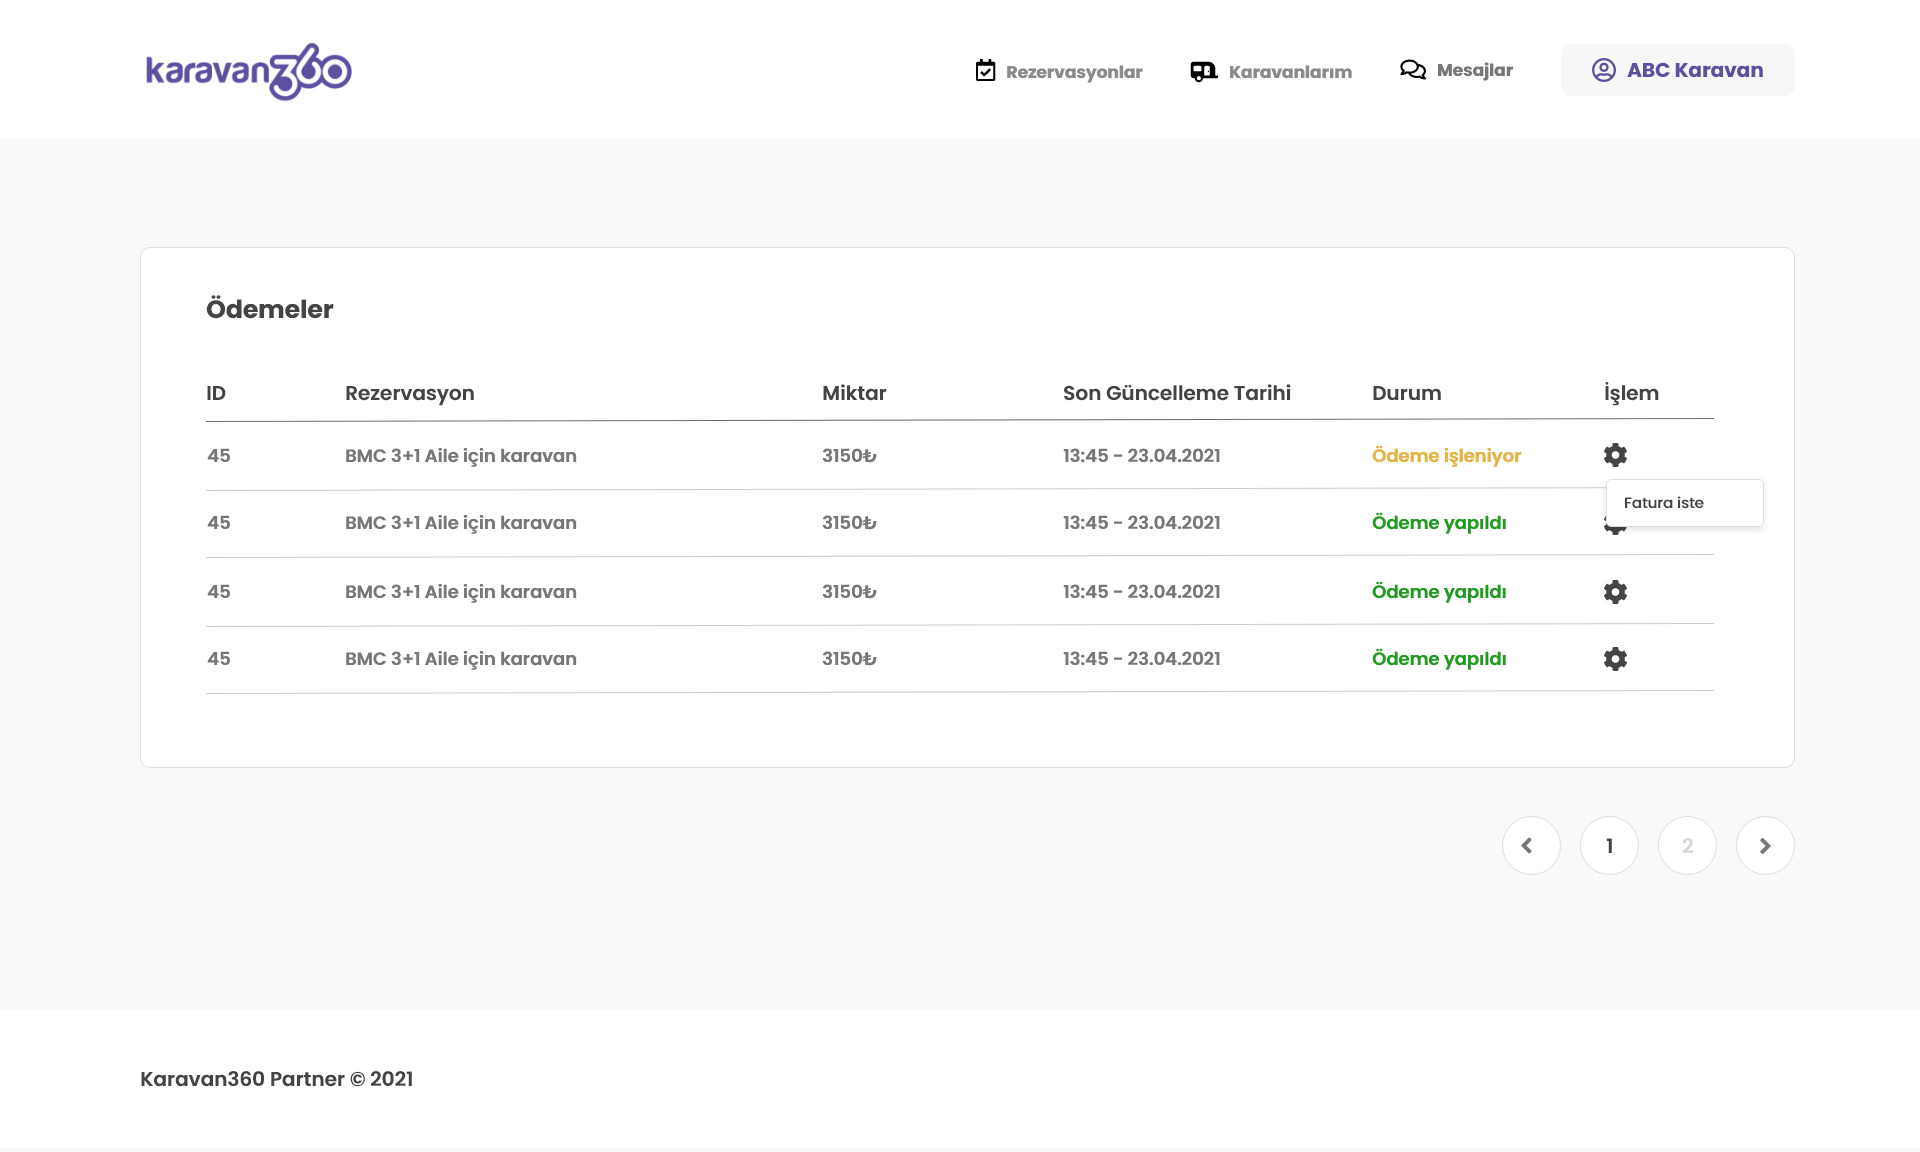 karavan360
Rezervasyonlar
Karavanlarım
Mesajlar
ABC Karavan
Ödemeler
ID Rezervasyon Miktar Son Güncelleme Tarihi Durum İşlem
45 BMC 3+1 Aile için karavan 3150₺ 13:45 - 23.04.2021 Ödeme işleniyor
Fatura iste
45 BMC 3+1 Aile için karavan 3150₺ 13:45 - 23.04.2021 Ödeme yapıldı
45 BMC 3+1 Aile için karavan 3150₺ 13:45 - 23.04.2021 Ödeme yapıldı
45 BMC 3+1 Aile için karavan 3150₺ 13:45 - 23.04.2021 Ödeme yapıldı
1 2
Karavan360 Partner © 2021